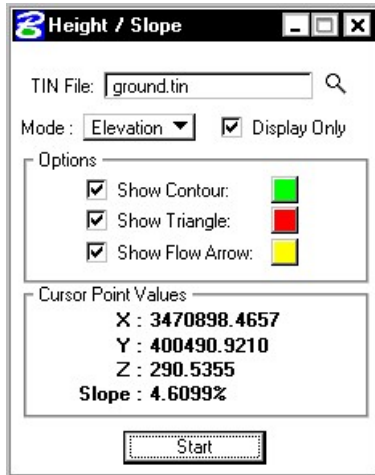 Height / Slope
TIN File: ground.tin
Mode : Elevation Display Only
Options
Show Contour:
Show Triangle:
Show Flow Arrow:
Cursor Point Values
X : 3470898.4657
Y : 400490.9210
Z : 290.5355
Slope : 4.6099%
Start